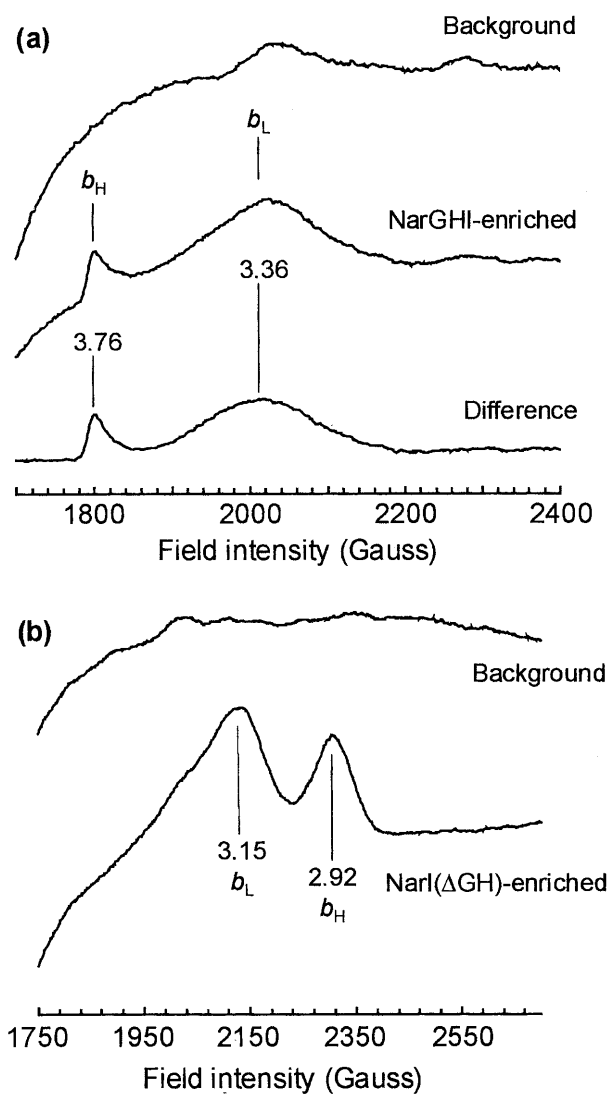 (a)
Background
bL
bH
NarGHI-enriched
3.36
3.76
Difference
1800 2000 2200 2400
Field intensity (Gauss)
(b)
Background
3.15
bL
2.92
bH
NarI(ΔGH)-enriched
1750 1950 2150 2350 2550
Field intensity (Gauss)